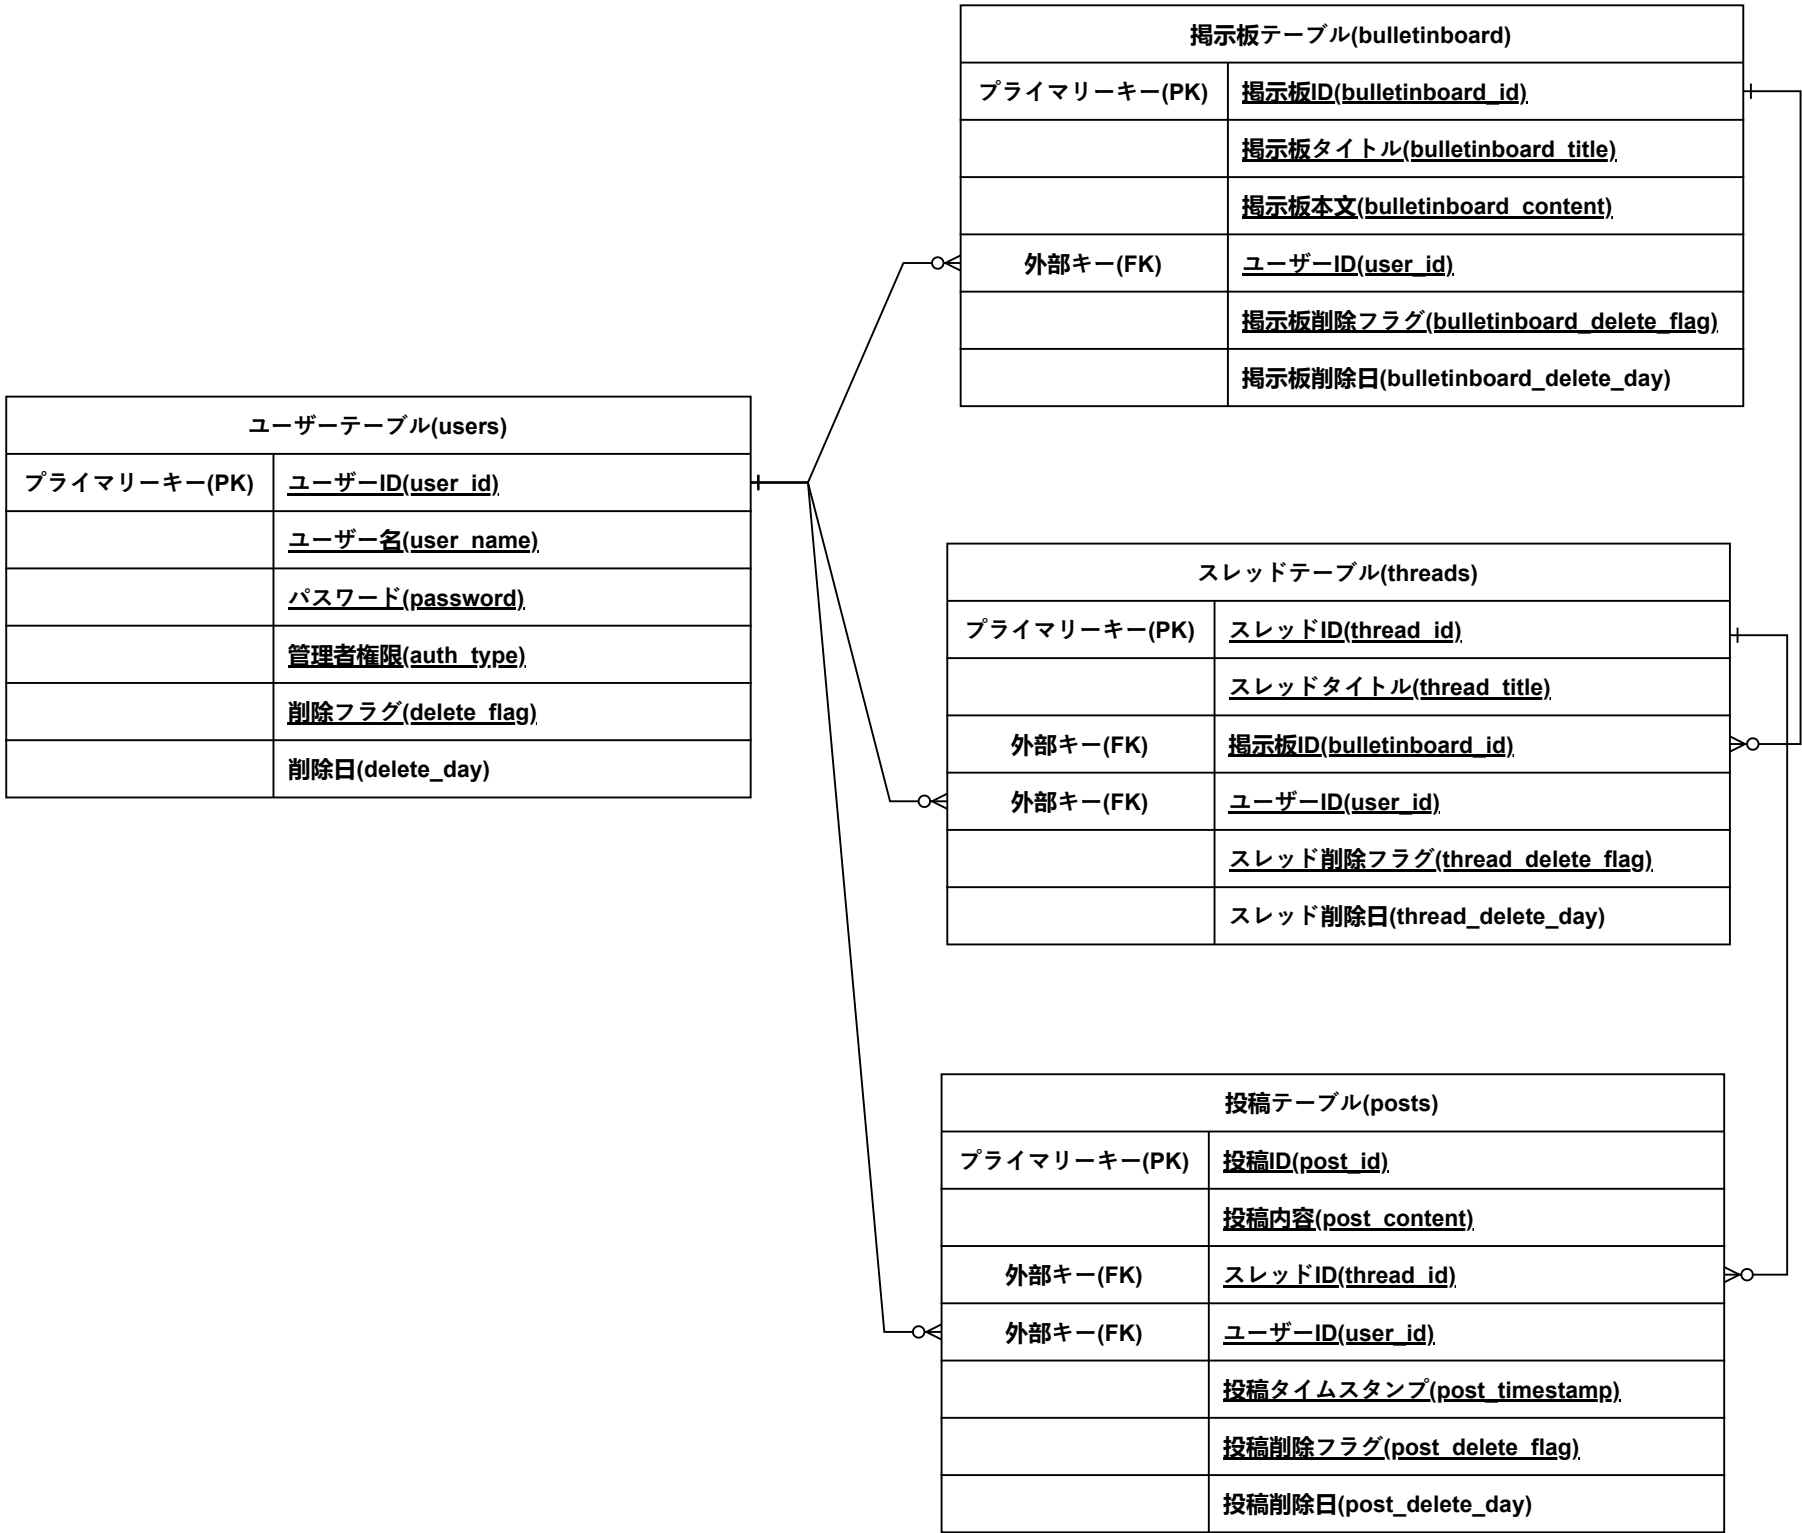 掲示板テーブル(bulletinboard)
プライマリーキー(PK) 掲示板ID(bulletinboard_id)
掲示板タイトル(bulletinboard_title)
掲示板本文(bulletinboard_content)
外部キー(FK) ユーザーID(user_id)
掲示板削除フラグ(bulletinboard_delete_flag)
掲示板削除日(bulletinboard_delete_day)
ユーザーテーブル(users)
プライマリーキー(PK) ユーザーID(user_id)
ユーザー名(user_name)
パスワード(password)
管理者権限(auth_type)
削除フラグ(delete_flag)
削除日(delete_day)
スレッドテーブル(threads)
プライマリーキー(PK) スレッドID(thread_id)
スレッドタイトル(thread_title)
外部キー(FK) 掲示板ID(bulletinboard_id)
外部キー(FK) ユーザーID(user_id)
スレッド削除フラグ(thread_delete_flag)
スレッド削除日(thread_delete_day)
投稿テーブル(posts)
プライマリーキー(PK) 投稿ID(post_id)
投稿内容(post_content)
外部キー(FK) スレッドID(thread_id)
外部キー(FK) ユーザーID(user_id)
投稿タイムスタンプ(post_timestamp)
投稿削除フラグ(post_delete_flag)
投稿削除日(post_delete_day)